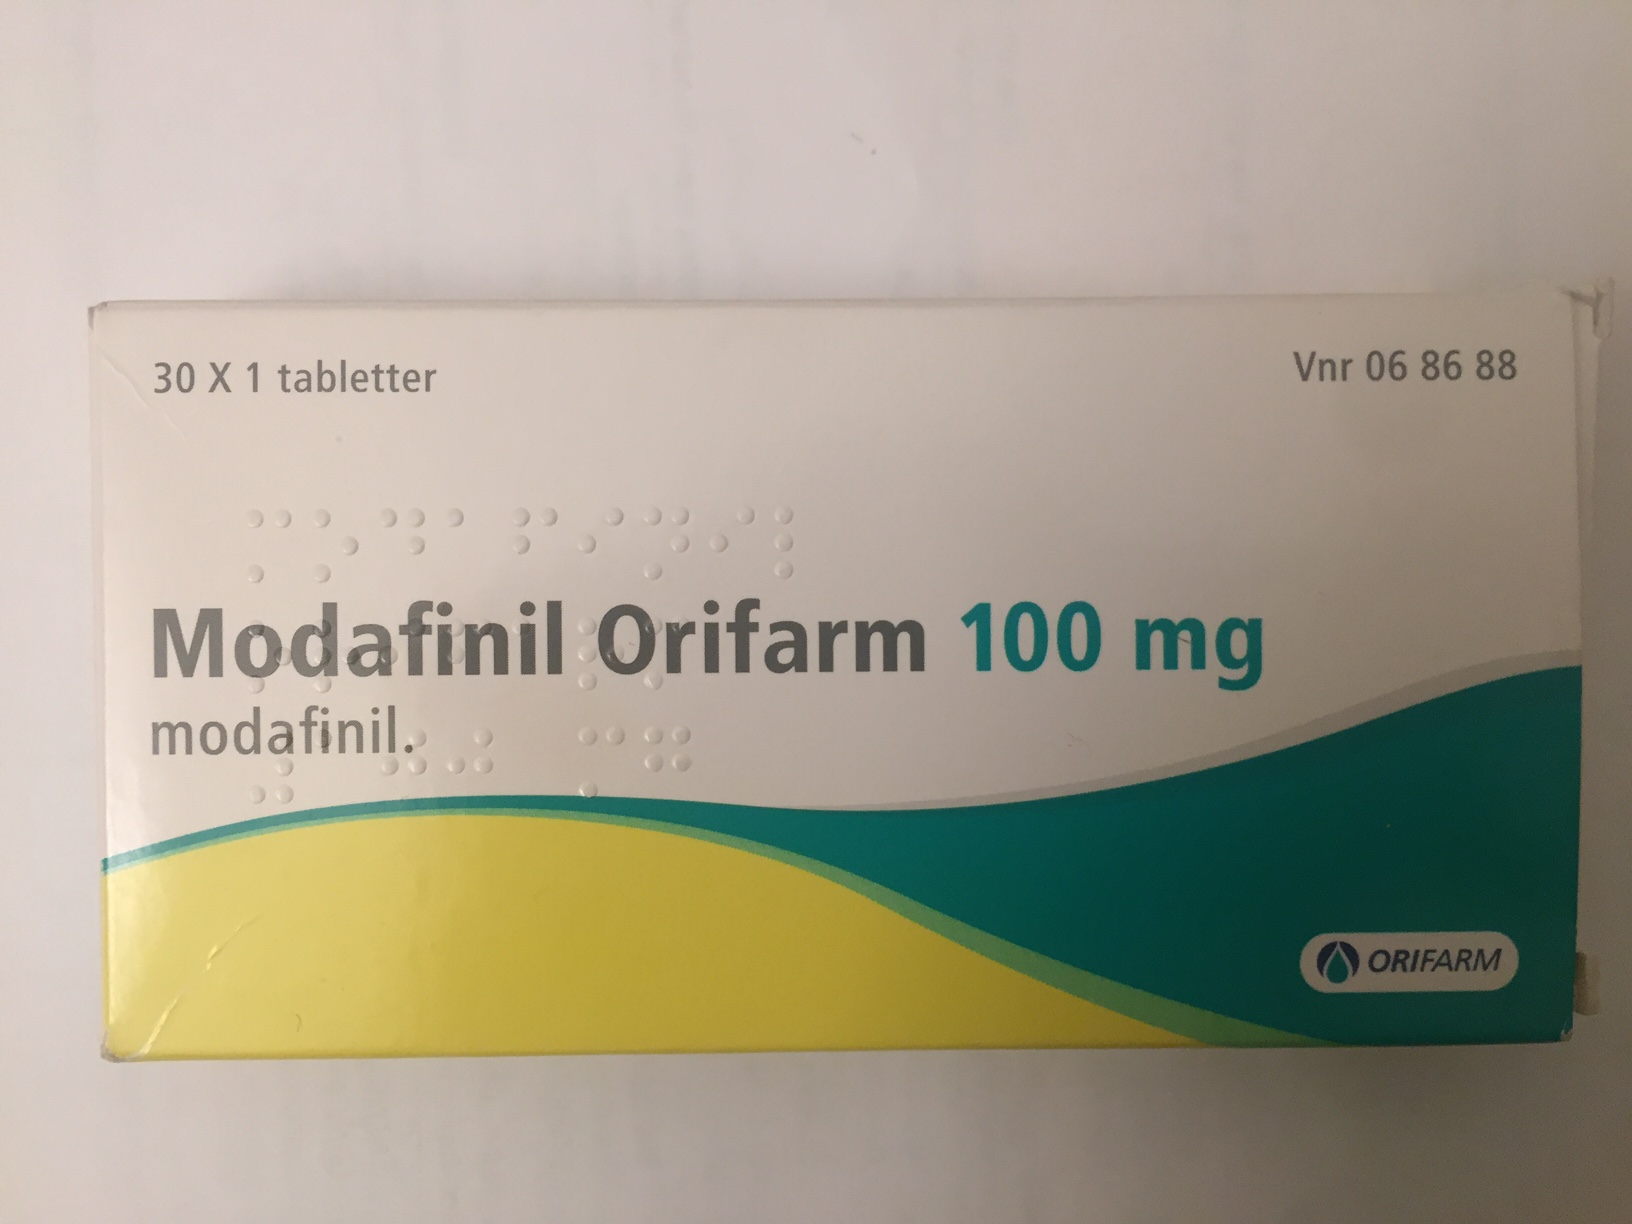 30 X 1 tabletter
Vnr 06 86 88
Modafinil Orifarm 100 mg
modafinil.
ORIFARM